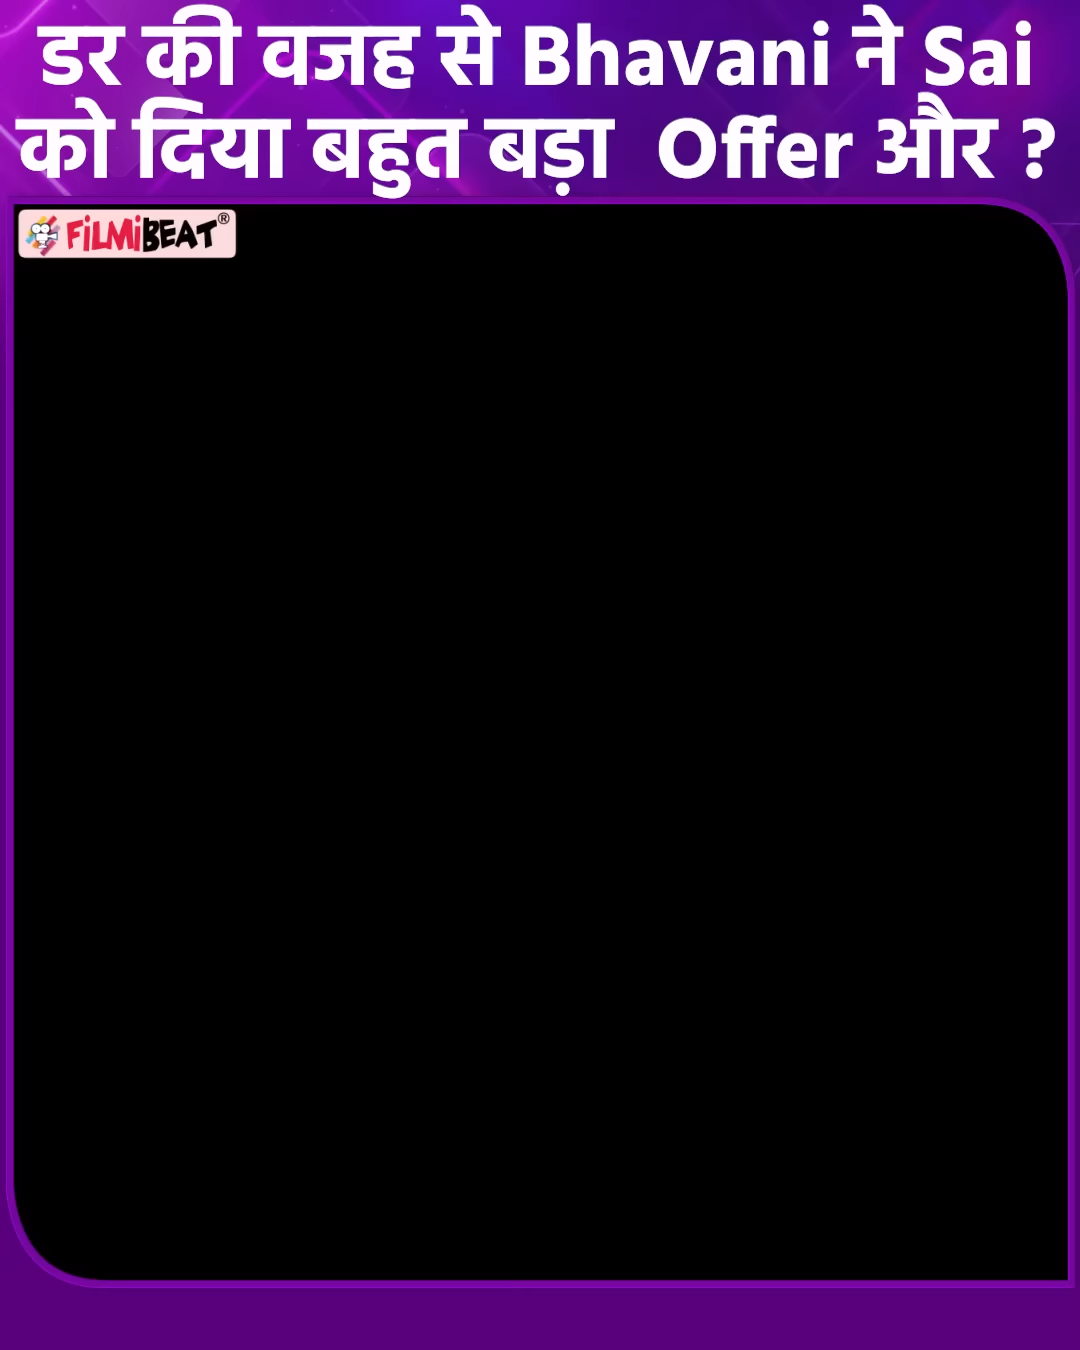 डर की वजह से Bhavani ने Sai
को दिया बहुत बड़ा Offer और ?
FiLMiBEAT®